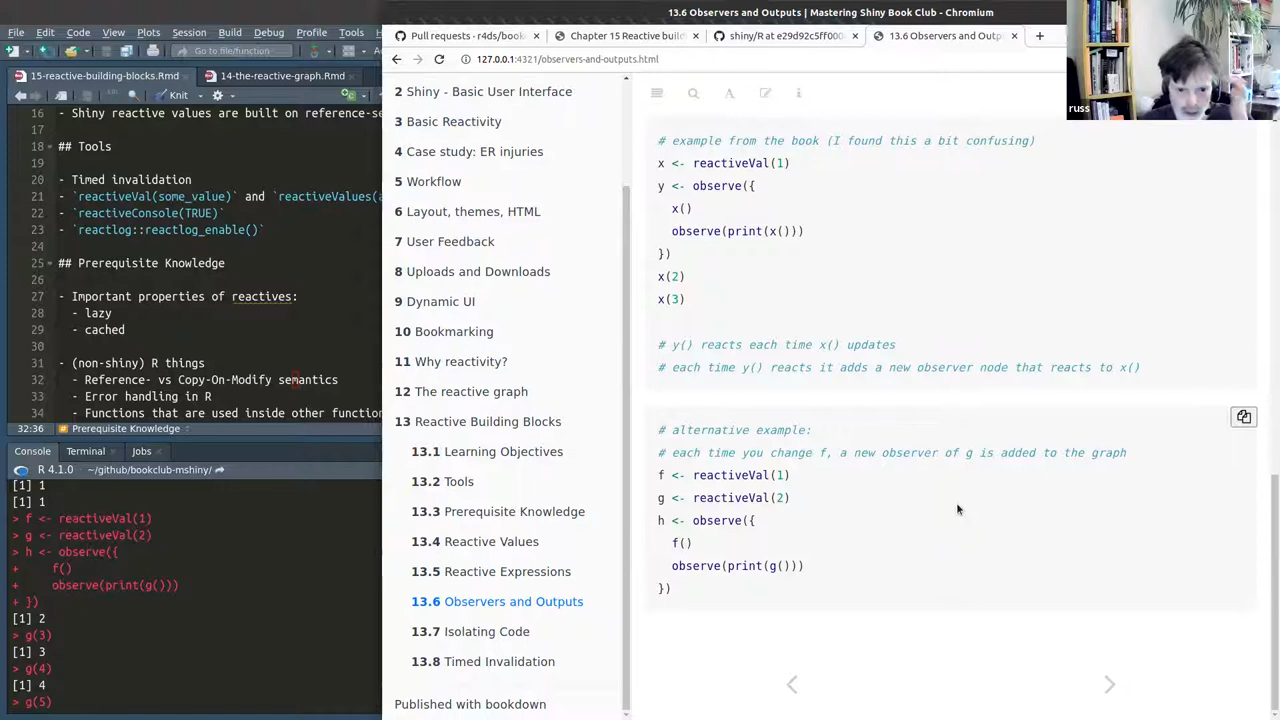 13.6 Observers and Outputs | Mastering Shiny Book Club - Chromium
File Edit Code View Plots Session Build Debug Profile Tools
Go to file/function
15-reactive-building-blocks.Rmd
14-the-reactive-graph.Rmd
Knit
16 - Shiny reactive values are built on reference-se
17
18 ## Tools
19
20 - Timed invalidation
21 - `reactiveVal(some_value)` and `reactiveValues(a
22 - `reactiveConsole(TRUE)`
23 - `reactlog::reactlog_enable()`
24
25 ## Prerequisite Knowledge
26
27 - Important properties of reactives:
28 - lazy
29 - cached
30
31 - (non-shiny) R things
32 - Reference- vs Copy-On-Modify semantics
33 - Error handling in R
34 - Functions that are used inside other function
32:36 Prerequisite Knowledge
Console Terminal Jobs
R 4.1.0 · ~/github/bookclub-mshiny/
[1] 1
[1] 1
> f <- reactiveVal(1)
> g <- reactiveVal(2)
> h <- observe({
+ f()
+ observe(print(g()))
+ })
[1] 2
> g(3)
[1] 3
> g(4)
[1] 4
> g(5)
Pull requests · r4ds/book
Chapter 15 Reactive build
shiny/R at e29d92c5ff000
13.6 Observers and Outpu
127.0.0.1:4321/observers-and-outputs.html
2 Shiny - Basic User Interface
3 Basic Reactivity
4 Case study: ER injuries
5 Workflow
6 Layout, themes, HTML
7 User Feedback
8 Uploads and Downloads
9 Dynamic UI
10 Bookmarking
11 Why reactivity?
12 The reactive graph
13 Reactive Building Blocks
13.1 Learning Objectives
13.2 Tools
13.3 Prerequisite Knowledge
13.4 Reactive Values
13.5 Reactive Expressions
13.6 Observers and Outputs
13.7 Isolating Code
13.8 Timed Invalidation
Published with bookdown
# example from the book (I found this a bit confusing)
x <- reactiveVal(1)
y <- observe({
x()
observe(print(x()))
})
x(2)
x(3)
# y() reacts each time x() updates
# each time y() reacts it adds a new observer node that reacts to x()
# alternative example:
# each time you change f, a new observer of g is added to the graph
f <- reactiveVal(1)
g <- reactiveVal(2)
h <- observe({
f()
observe(print(g()))
})
russ